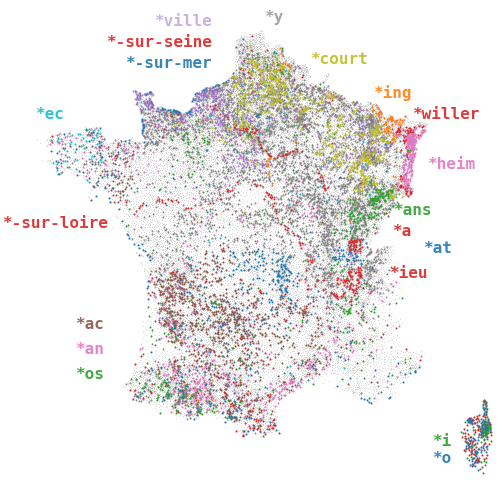 *ville
*y
*-sur-seine
*-sur-mer
*court
*ing
*ec
*willer
*heim
*-sur-loire
*ans
*a
*at
*ieu
*ac
*an
*os
*i
*o